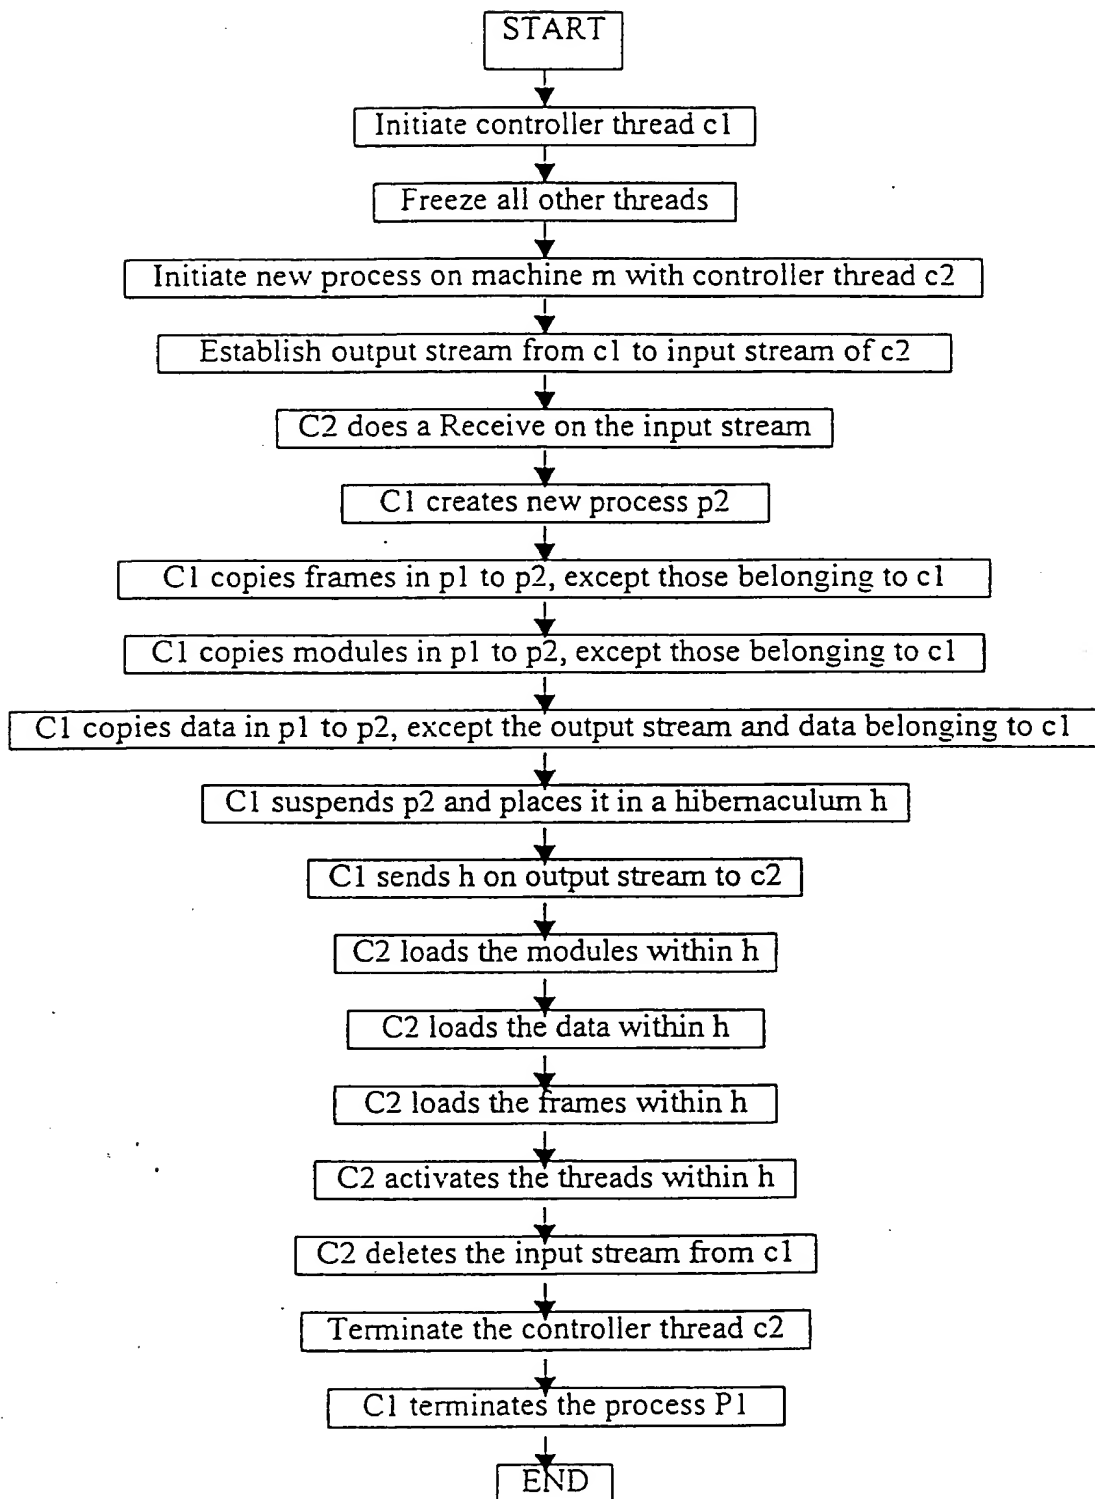 START
Initiate controller thread c1
Freeze all other threads
Initiate new process on machine m with controller thread c2
Establish output stream from c1 to input stream of c2
C2 does a Receive on the input stream
C1 creates new process p2
C1 copies frames in p1 to p2, except those belonging to c1
C1 copies modules in p1 to p2, except those belonging to c1
C1 copies data in p1 to p2, except the output stream and data belonging to c1
C1 suspends p2 and places it in a hibernaculum h
C1 sends h on output stream to c2
C2 loads the modules within h
C2 loads the data within h
C2 loads the frames within h
C2 activates the threads within h
C2 deletes the input stream from c1
Terminate the controller thread c2
C1 terminates the process P1
END